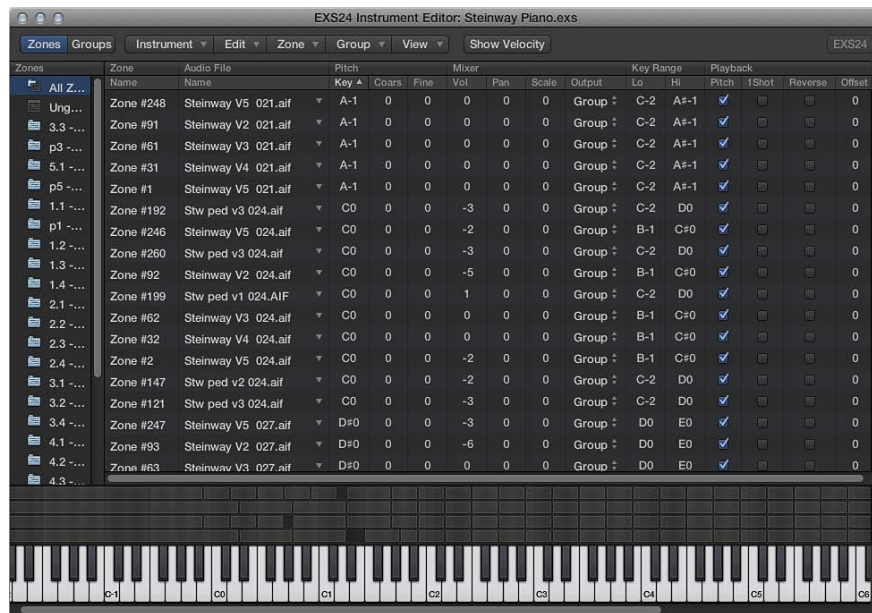 EXS24 Instrument Editor: Steinway Piano.exs
Zones Groups Instrument Edit Zone Group View Show Velocity EXS24
Zones Zone Audio File Pitch Mixer Key Range Playback
Name Name Key Coars Fine Vol Pan Scale Output Lo Hi Pitch 1Shot Reverse Offset
All Z...
Ung...
3.3 -...
p3 -...
5.1 -...
p5 -...
1.1 -...
p1 -...
1.2 -...
1.3 -...
1.4 -...
2.1 -...
2.2 -...
2.3 -...
2.4 -...
3.1 -...
3.2 -...
3.4 -...
4.1 -...
4.2 -...
4.3 -...
Zone #248 Steinway V5 021.aif A-1 0 0 0 0 0 Group C-2 A♯-1 0
Zone #91 Steinway V2 021.aif A-1 0 0 0 0 0 Group C-2 A♯-1 0
Zone #61 Steinway V3 021.aif A-1 0 0 0 0 0 Group C-2 A♯-1 0
Zone #31 Steinway V4 021.aif A-1 0 0 0 0 0 Group C-2 A♯-1 0
Zone #1 Steinway V5 021.aif A-1 0 0 0 0 0 Group C-2 A♯-1 0
Zone #192 Stw ped v3 024.aif C0 0 0 -3 0 0 Group C-2 D0 0
Zone #246 Steinway V5 024.aif C0 0 0 -2 0 0 Group B-1 C♯0 0
Zone #260 Stw ped v3 024.aif C0 0 0 -3 0 0 Group C-2 D0 0
Zone #92 Steinway V2 024.aif C0 0 0 -5 0 0 Group B-1 C♯0 0
Zone #199 Stw ped v1 024.AIF C0 0 0 1 0 0 Group C-2 D0 0
Zone #62 Steinway V3 024.aif C0 0 0 0 0 0 Group B-1 C♯0 0
Zone #32 Steinway V4 024.aif C0 0 0 0 0 0 Group B-1 C♯0 0
Zone #2 Steinway V5 024.aif C0 0 0 -2 0 0 Group B-1 C♯0 0
Zone #147 Stw ped v2 024.aif C0 0 0 -2 0 0 Group C-2 D0 0
Zone #121 Stw ped v3 024.aif C0 0 0 -3 0 0 Group C-2 D0 0
Zone #247 Steinway V5 027.aif D♯0 0 0 -3 0 0 Group D0 E0 0
Zone #93 Steinway V2 027.aif D♯0 0 0 -6 0 0 Group D0 E0 0
Zone #63 Steinway V3 027.aif D♯0 0 0 0 0 0 Group D0 E0 0
C-1 C0 C1 C2 C3 C4 C5 C6